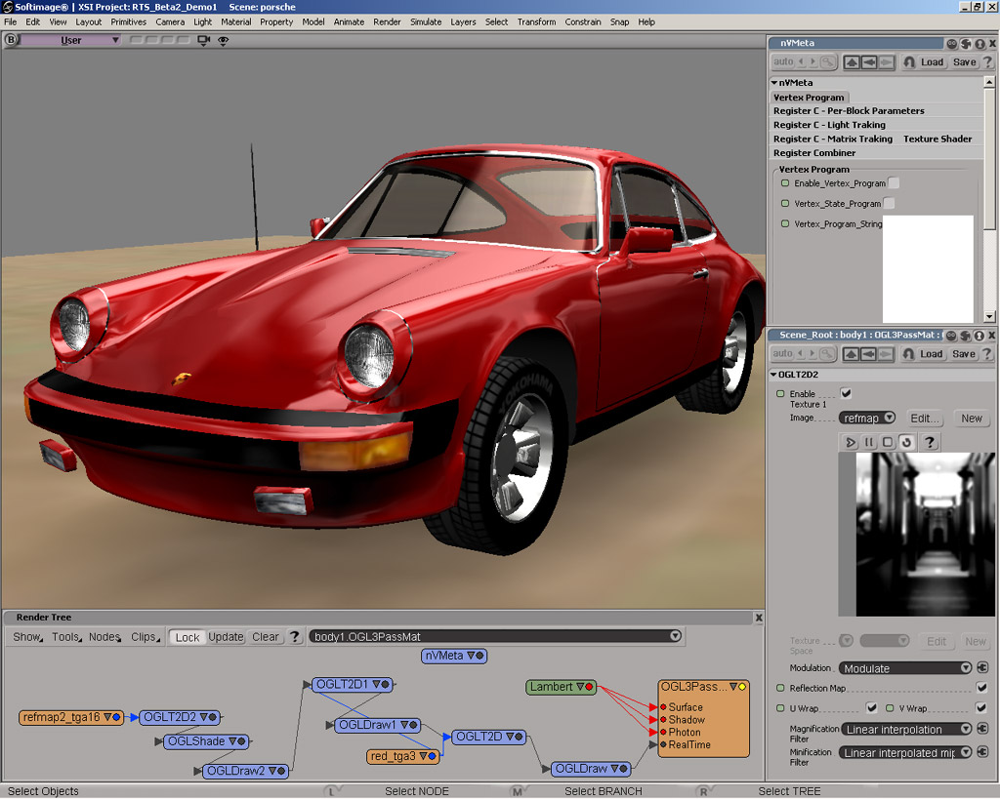 Softimage® | XSI Project: RTS_Beta2_Demo1 Scene: porsche
File Edit View Layout Primitives Camera Light Material Property Model Animate Render Simulate Layers Select Transform Constrain Snap Help
B User
nVMeta
auto Load Save ?
nVMeta
Vertex Program
Register C - Per-Block Parameters
Register C - Light Traking
Register C - Matrix Traking Texture Shader
Register Combiner
Vertex Program
Enable_Vertex_Program
Vertex_State_Program
Vertex_Program_String
YOKOHAMA
Scene_Root : body1 : OGL3PassMat :
auto Load Save ?
OGLT2D2
Enable
Texture 1
Image refmap Edit... New
?
Texture
Space Edit New
Modulation Modulate
Reflection Map
U Wrap V Wrap
Magnification
Filter Linear interpolation
Minification
Filter Linear interpolated mip
Render Tree
Show Tools Nodes Clips Lock Update Clear ? body1.OGL3PassMat
nVMeta
OGLT2D1
Lambert
OGL3Pass...
refmap2_tga16
OGLT2D2
Surface
OGLDraw1
Shadow
OGLShade
OGLT2D
Photon
red_tga3
RealTime
OGLDraw2
OGLDraw
Select Objects L Select NODE M Select BRANCH R Select TREE